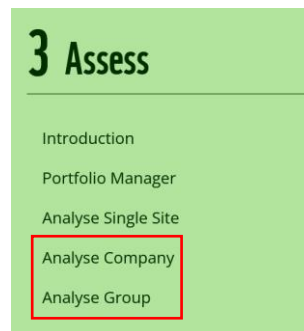 3 Assess
Introduction
Portfolio Manager
Analyse Single Site
Analyse Company
Analyse Group